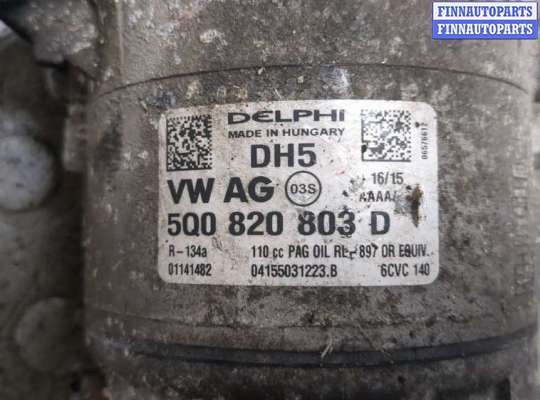 FINNAUTOPARTS
FINNAUTOPARTS
DELPHI
MADE IN HUNGARY
DH5
VW AG 03S 16/15
5Q0 820 803 D
R-134a 110 cc PAG OIL 897 OR EQUIV.
01141482 04155031223.B 6CVC 140